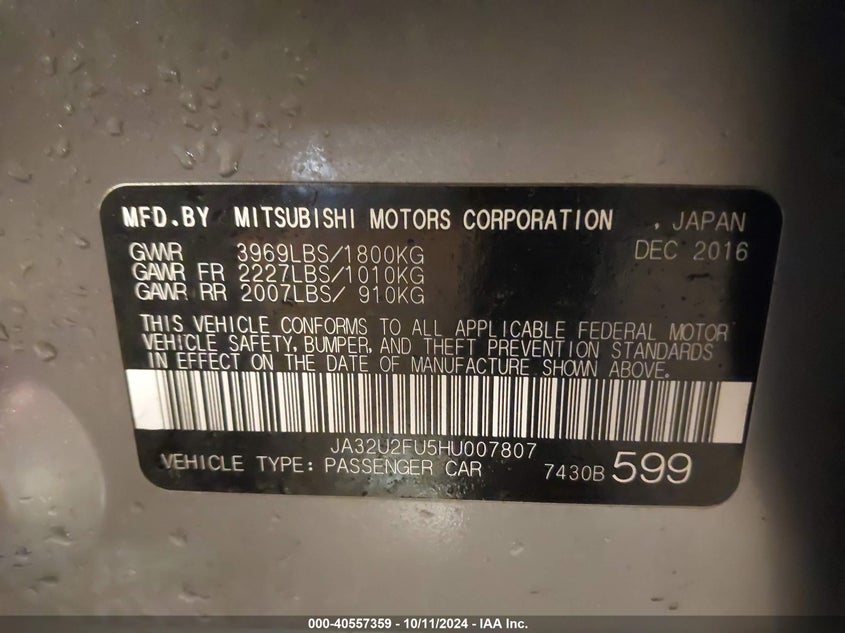 MFD.BY MITSUBISHI MOTORS CORPORATION , JAPAN
GVWR 3969LBS/1800KG DEC 2016
GAWR FR 2227LBS/1010KG
GAWR RR 2007LBS/ 910KG
THIS VEHICLE CONFORMS TO ALL APPLICABLE FEDERAL MOTOR
VEHICLE SAFETY, BUMPER, AND THEFT PREVENTION STANDARDS
IN EFFECT ON THE DATE OF MANUFACTURE SHOWN ABOVE.
JA32U2FU5HU007807
VEHICLE TYPE: PASSENGER CAR 7430B 599
000-40557359 - 10/11/2024 - IAA Inc.